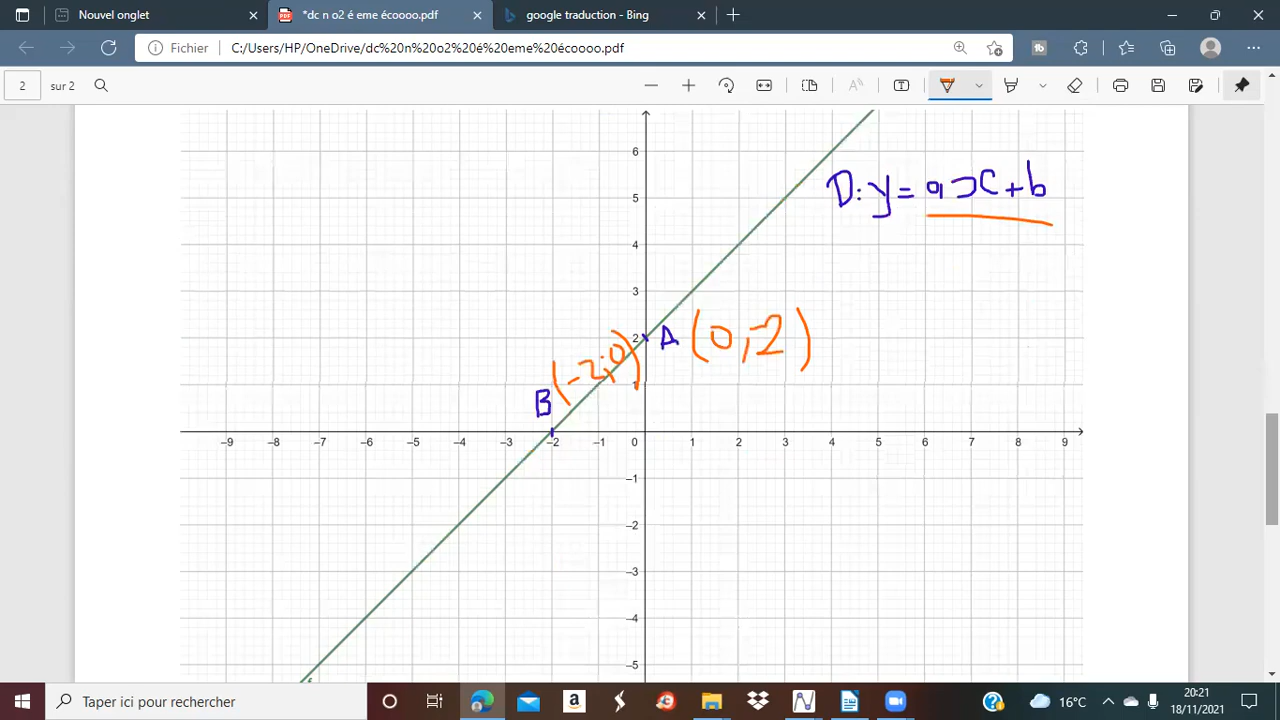 Nouvel onglet
*dc n o2 é eme écoooo.pdf
google traduction - Bing
Fichier
C:/Users/HP/OneDrive/dc%20n%20o2%20é%20eme%20écoooo.pdf
2
sur 2
D: y = ax + b
A (0,2)
B (-2;0)
6
5
4
3
2
1
-9 -8 -7 -6 -5 -4 -3 -2 -1 0 1 2 3 4 5 6 7 8 9
-1
-2
-3
-4
-5
f
Taper ici pour rechercher
16°C
20:21
18/11/2021